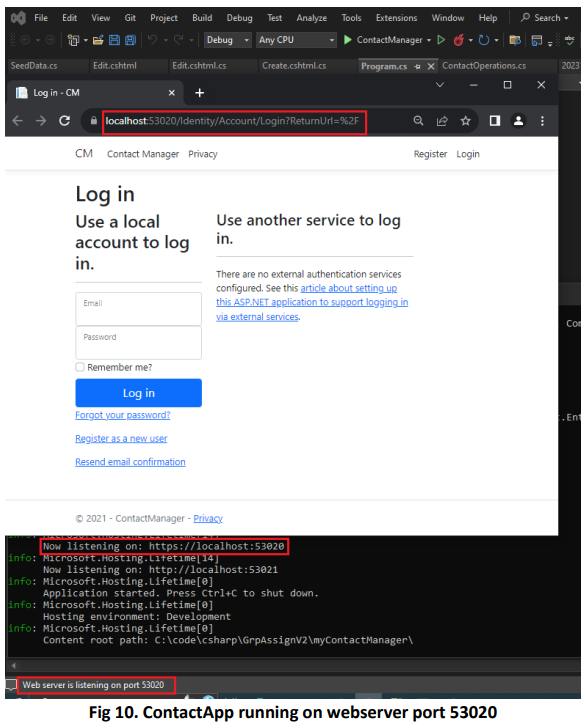 File Edit View Git Project Build Debug Test Analyze Tools Extensions Window Help Search
Debug Any CPU ContactManager
SeedData.cs Edit.cshtml Edit.cshtml.cs Create.cshtml.cs Program.cs ContactOperations.cs 2023
Log in - CM
localhost:53020/Identity/Account/Login?ReturnUrl=%2F
CM Contact Manager Privacy Register Login
Log in
Use a local
account to log
in.
Use another service to log
in.
There are no external authentication services
configured. See this article about setting up
this ASP.NET application to support logging in
via external services.
Email
Password
Remember me?
Log in
Forgot your password?
Register as a new user
Resend email confirmation
© 2021 - ContactManager - Privacy
Con
.Ent
Now listening on: https://localhost:53020
info: Microsoft.Hosting.Lifetime[14]
Now listening on: http://localhost:53021
info: Microsoft.Hosting.Lifetime[0]
Application started. Press Ctrl+C to shut down.
info: Microsoft.Hosting.Lifetime[0]
Hosting environment: Development
info: Microsoft.Hosting.Lifetime[0]
Content root path: C:\code\csharp\GrpAssignV2\myContactManager\
Web server is listening on port 53020
Fig 10. ContactApp running on webserver port 53020